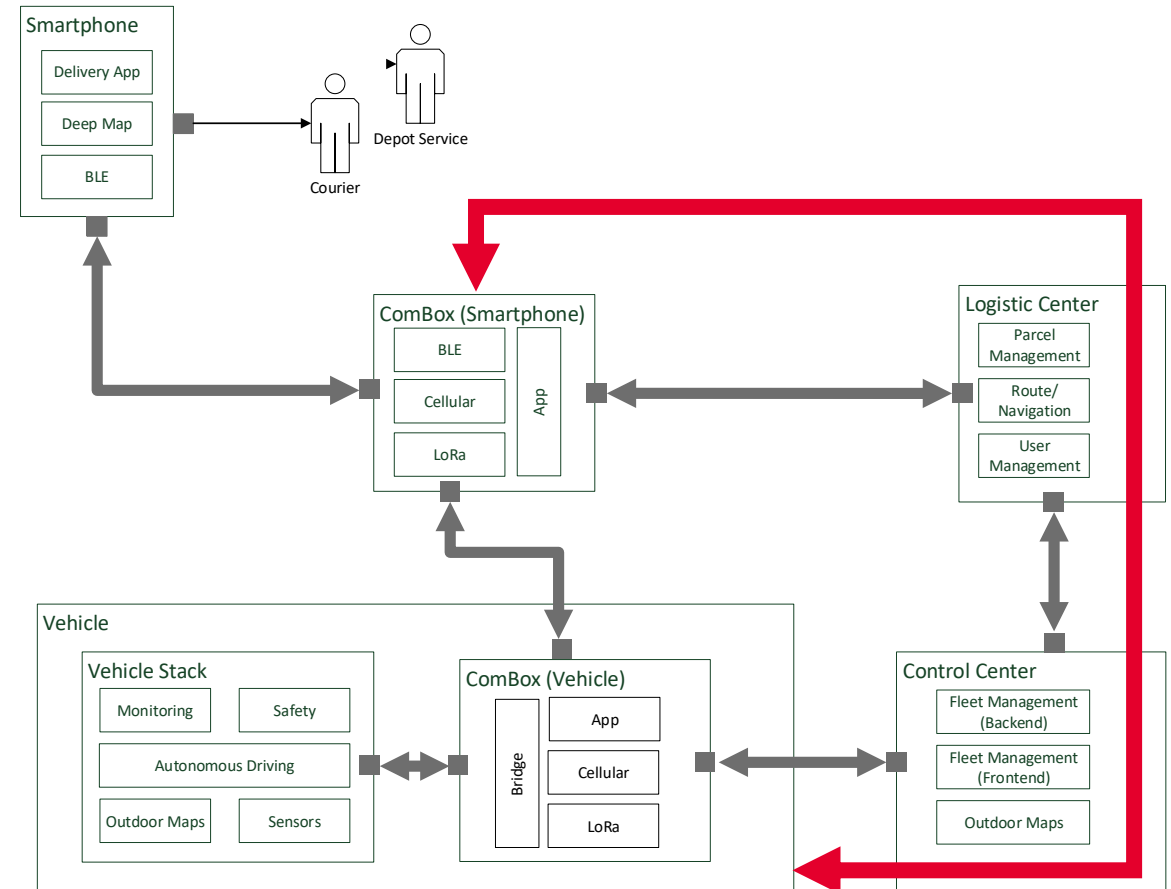 Smartphone
Delivery App
Deep Map
BLE
Courier
Depot Service
ComBox (Smartphone)
BLE
Cellular
LoRa
App
Logistic Center
Parcel
Management
Route/
Navigation
User
Management
Vehicle
Vehicle Stack
Monitoring
Safety
Autonomous Driving
Outdoor Maps
Sensors
ComBox (Vehicle)
Bridge
App
Cellular
LoRa
Control Center
Fleet Management
(Backend)
Fleet Management
(Frontend)
Outdoor Maps